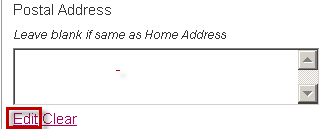 Postal Address
Leave blank if same as Home Address
-
Edit Clear